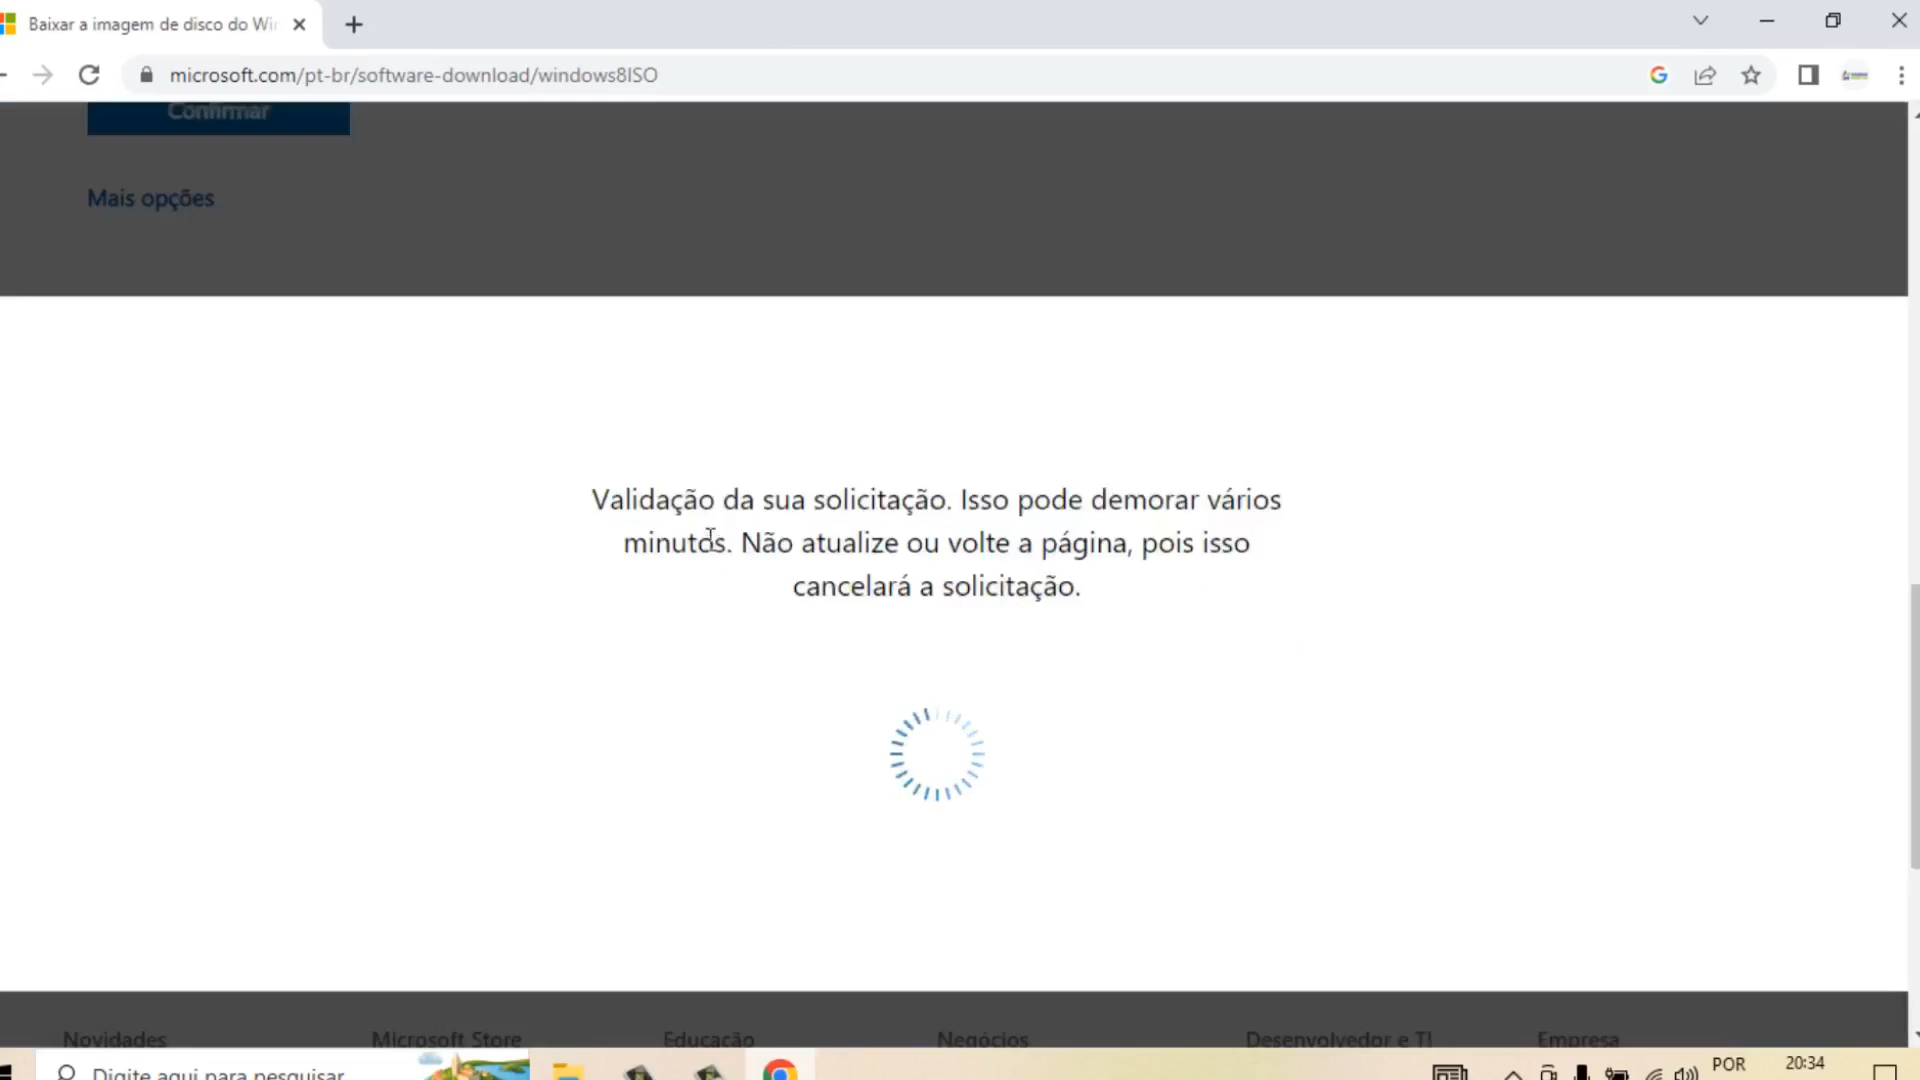 Baixar a imagem de disco do Wi
microsoft.com/pt-br/software-download/windows8ISO
Confirmar
Mais opções
Validação da sua solicitação. Isso pode demorar vários
minutos. Não atualize ou volte a página, pois isso
cancelará a solicitação.
Novidades
Microsoft Store
Educação
Negócios
Desenvolvedor e TI
Empresa
Digite aqui para pesquisar
POR
20:34